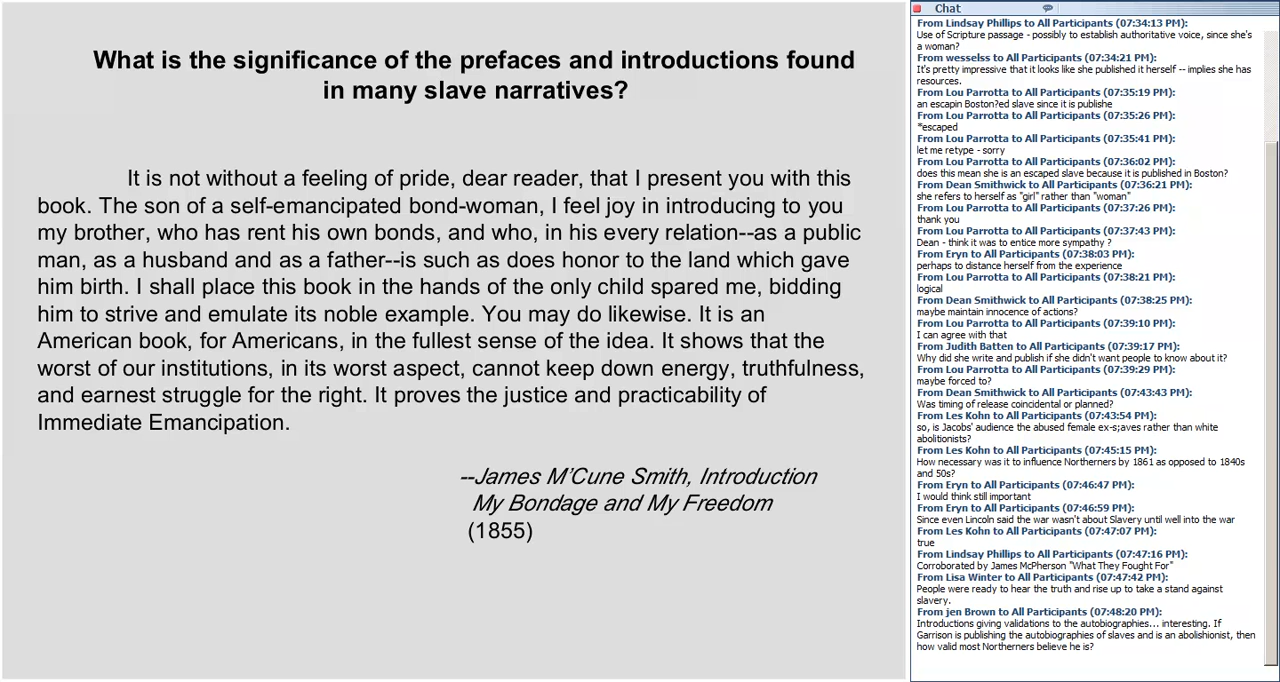 What is the significance of the prefaces and introductions found
in many slave narratives?
It is not without a feeling of pride, dear reader, that I present you with this
book. The son of a self-emancipated bond-woman, I feel joy in introducing to you
my brother, who has rent his own bonds, and who, in his every relation--as a public
man, as a husband and as a father--is such as does honor to the land which gave
him birth. I shall place this book in the hands of the only child spared me, bidding
him to strive and emulate its noble example. You may do likewise. It is an
American book, for Americans, in the fullest sense of the idea. It shows that the
worst of our institutions, in its worst aspect, cannot keep down energy, truthfulness,
and earnest struggle for the right. It proves the justice and practicability of
Immediate Emancipation.
--James M'Cune Smith, Introduction
My Bondage and My Freedom
(1855)
Chat
From Lindsay Phillips to All Participants (07:34:13 PM):
Use of Scripture passage - possibly to establish authoritative voice, since she's
a woman?
From wesselss to All Participants (07:34:21 PM):
It's pretty impressive that it looks like she published it herself -- implies she has
resources.
From Lou Parrotta to All Participants (07:35:19 PM):
an escapin Boston?ed slave since it is publishe
From Lou Parrotta to All Participants (07:35:26 PM):
*escaped
From Lou Parrotta to All Participants (07:35:41 PM):
let me retype - sorry
From Lou Parrotta to All Participants (07:36:02 PM):
does this mean she is an escaped slave because it is published in Boston?
From Dean Smithwick to All Participants (07:36:21 PM):
she refers to herself as "girl" rather than "woman"
From Lou Parrotta to All Participants (07:37:26 PM):
thank you
From Lou Parrotta to All Participants (07:37:43 PM):
Dean - think it was to entice more sympathy ?
From Eryn to All Participants (07:38:03 PM):
perhaps to distance herself from the experience
From Lou Parrotta to All Participants (07:38:21 PM):
logical
From Dean Smithwick to All Participants (07:38:25 PM):
maybe maintain innocence of actions?
From Lou Parrotta to All Participants (07:39:10 PM):
I can agree with that
From Judith Batten to All Participants (07:39:17 PM):
Why did she write and publish if she didn't want people to know about it?
From Lou Parrotta to All Participants (07:39:29 PM):
maybe forced to?
From Dean Smithwick to All Participants (07:43:43 PM):
Was timing of release coincidental or planned?
From Les Kohn to All Participants (07:43:54 PM):
so, is Jacobs' audience the abused female ex-s;aves rather than white
abolitionists?
From Les Kohn to All Participants (07:45:15 PM):
How necessary was it to influence Northerners by 1861 as opposed to 1840s
and 50s?
From Eryn to All Participants (07:46:47 PM):
I would think still important
From Eryn to All Participants (07:46:59 PM):
Since even Lincoln said the war wasn't about Slavery until well into the war
From Les Kohn to All Participants (07:47:07 PM):
true
From Lindsay Phillips to All Participants (07:47:16 PM):
Corroborated by James McPherson "What They Fought For"
From Lisa Winter to All Participants (07:47:42 PM):
People were ready to hear the truth and rise up to take a stand against
slavery.
From jen Brown to All Participants (07:48:20 PM):
Introductions giving validations to the autobiographies... interesting. If
Garrison is publishing the autobiographies of slaves and is an abolishionist, then
how valid most Northerners believe he is?